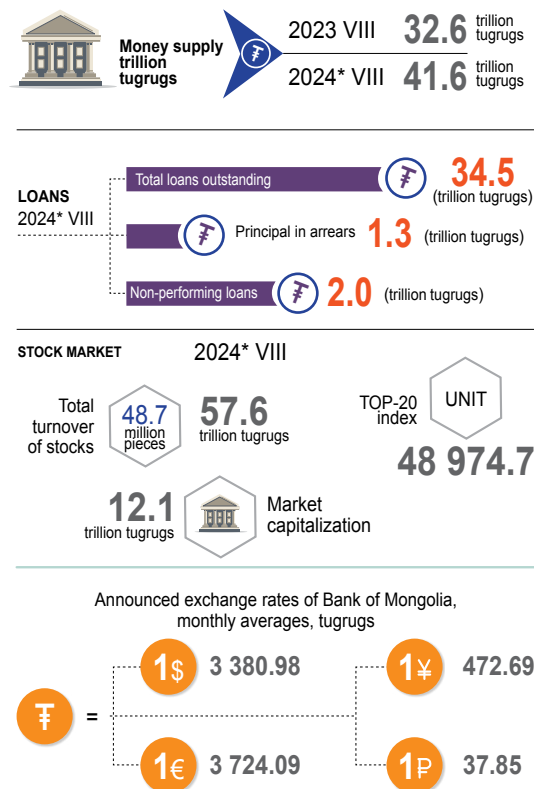 Money supply
trillion
tugrugs
₮
2023 VIII 32.6 trillion tugrugs
2024* VIII 41.6 trillion tugrugs
LOANS
2024* VIII
Total loans outstanding ₮ 34.5
(trillion tugrugs)
₮ Principal in arrears 1.3 (trillion tugrugs)
Non-performing loans ₮ 2.0 (trillion tugrugs)
STOCK MARKET 2024* VIII
Total
turnover
of stocks
48.7
million
pieces
57.6
trillion tugrugs
TOP-20
index
UNIT
48 974.7
12.1
trillion tugrugs
Market
capitalization
Announced exchange rates of Bank of Mongolia,
monthly averages, tugrugs
₮ =
1$ 3 380.98
1¥ 472.69
1€ 3 724.09
1₽ 37.85